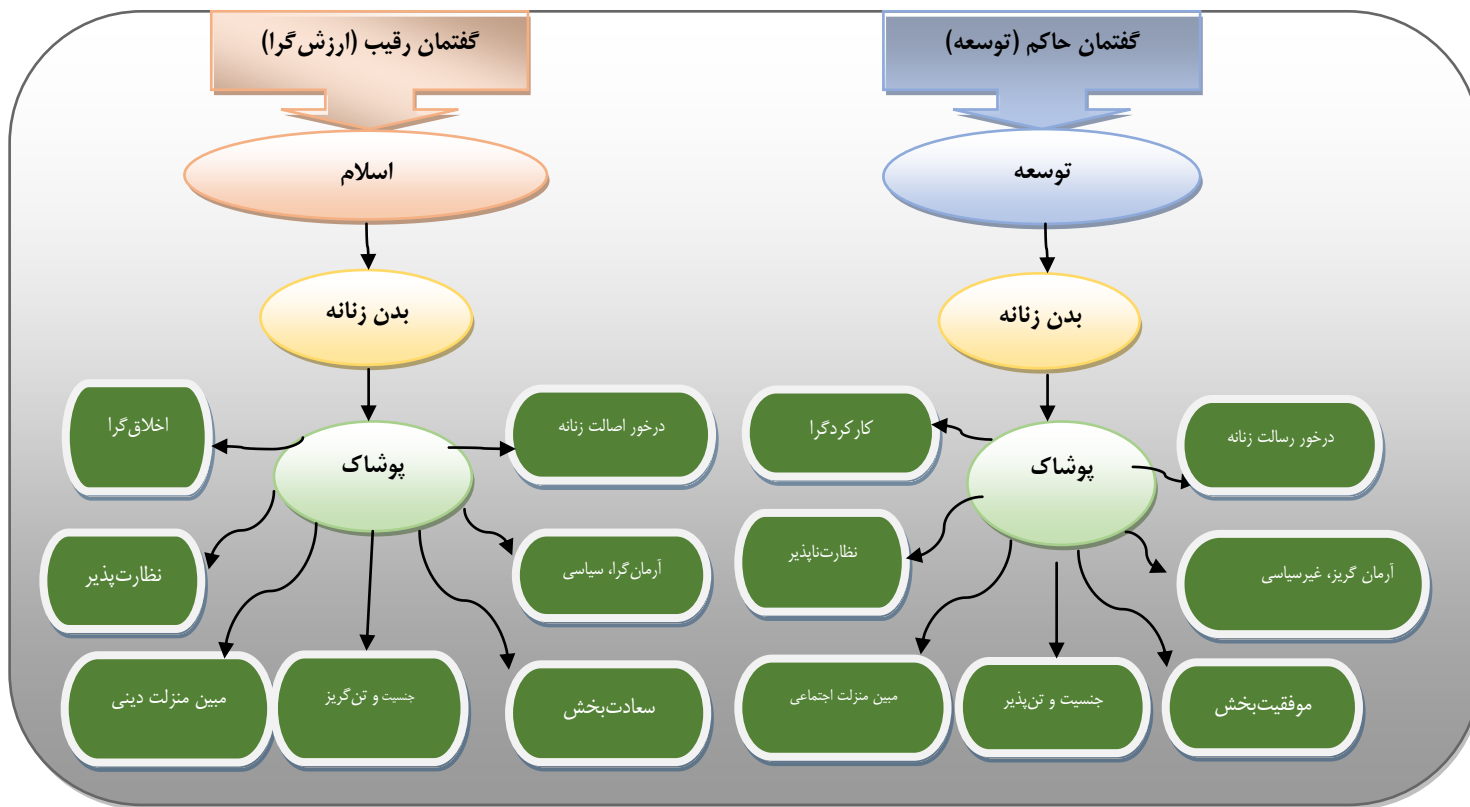 گفتمان حاکم (توسعه)
توسعه
بدن زنانه
پوشاک
درخور رسالت زنانه
کارکردگرا
آرمان گریز، غیرسیاسی
نظارت‌ناپذیر
موفقیت‌بخش
جنسیت و تن‌پذیر
مبین منزلت اجتماعی
گفتمان رقیب (ارزش‌گرا)
اسلام
بدن زنانه
پوشاک
درخور اصالت زنانه
اخلاق‌گرا
آرمان‌گرا، سیاسی
نظارت‌پذیر
سعادت‌بخش
جنسیت و تن‌گریز
مبین منزلت دینی